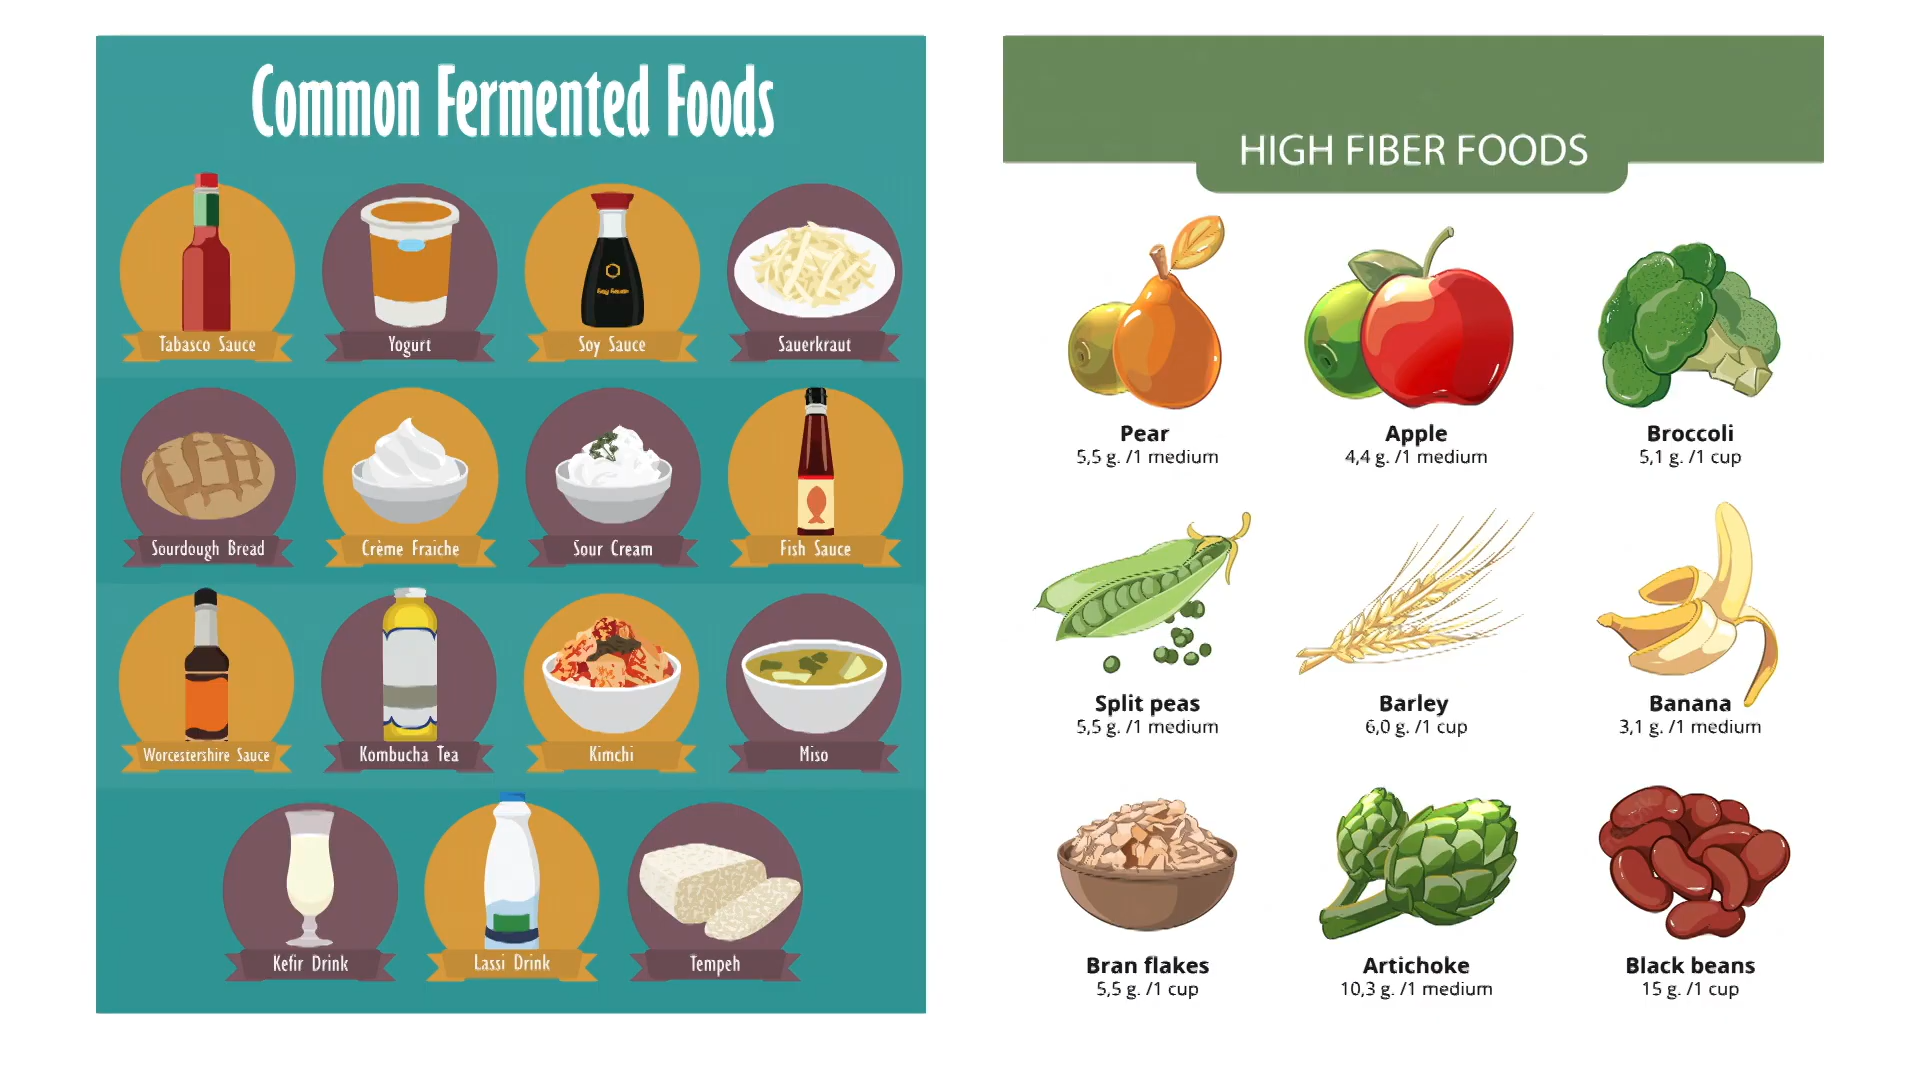 Common Fermented Foods
Tabasco Sauce
Yogurt
Soy Sauce
Sauerkraut
Sourdough Bread
Crème Fraiche
Sour Cream
Fish Sauce
Worcestershire Sauce
Kombucha Tea
Kimchi
Miso
Kefir Drink
Lassi Drink
Tempeh
HIGH FIBER FOODS
Pear
5,5 g. /1 medium
Apple
4,4 g. /1 medium
Broccoli
5,1 g. /1 cup
Split peas
5,5 g. /1 medium
Barley
6,0 g. /1 cup
Banana
3,1 g. /1 medium
Bran flakes
5,5 g. /1 cup
Artichoke
10,3 g. /1 medium
Black beans
15 g. /1 cup